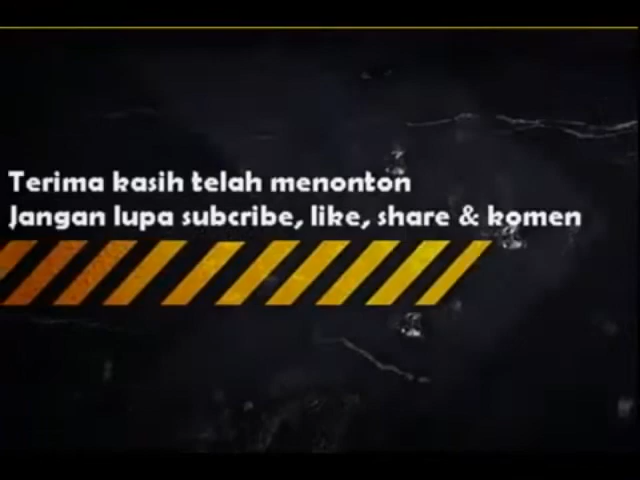 Terima kasih telah menonton
Jangan lupa subcribe, like, share & komen